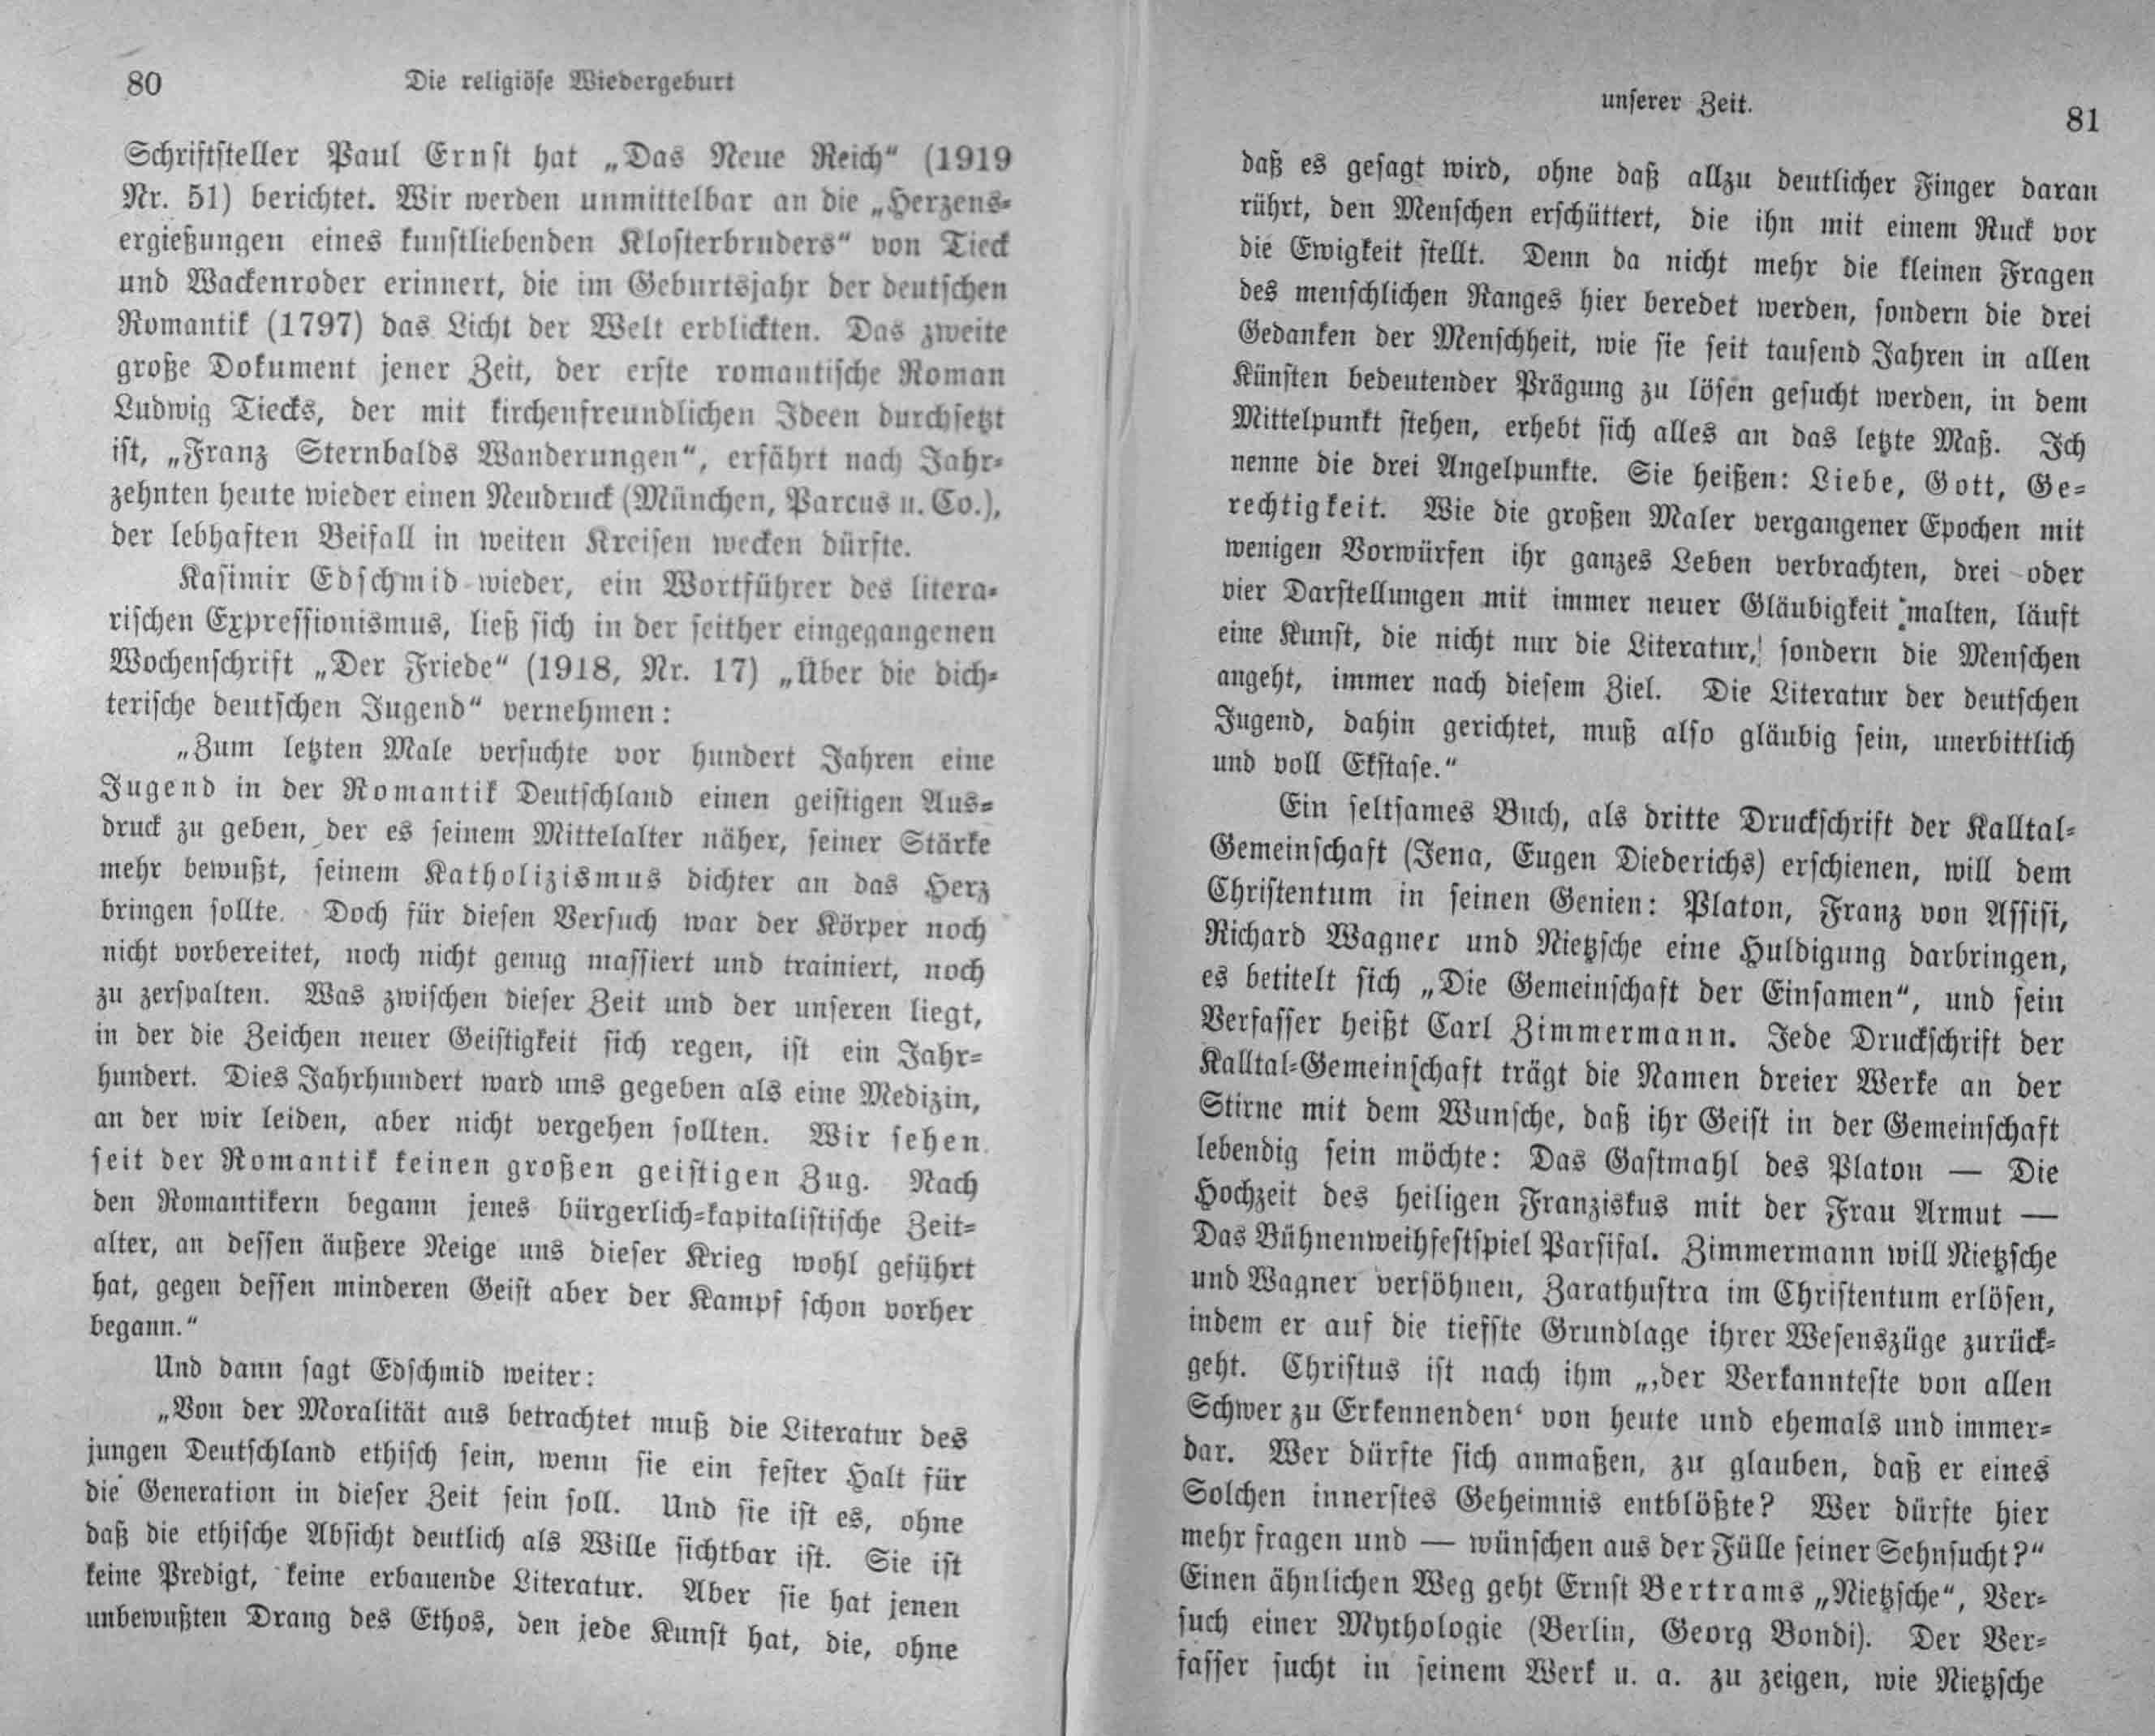 80
Die religiöse Wiedergeburt
Schriftsteller Paul Ernst hat „Das Neue Reich“ (1919
Nr. 51) berichtet. Wir werden unmittelbar an die „Herzens-
ergießungen eines kunstliebenden Klosterbruders“ von Tieck
und Wackenroder erinnert, die im Geburtsjahr der deutschen
Romantik (1797) das Licht der Welt erblickten. Das zweite
große Dokument jener Zeit, der erste romantische Roman
Ludwig Tiecks, der mit kirchenfreundlichen Ideen durchsetzt
ist, „Franz Sternbalds Wanderungen“, erfährt nach Jahr-
zehnten heute wieder einen Neudruck (München, Parcus u. Co.),
der lebhaften Beifall in weiten Kreisen wecken dürfte.
Kasimir Edschmid wieder, ein Wortführer des litera-
rischen Expressionismus, ließ sich in der seither eingegangenen
Wochenschrift „Der Friede“ (1918, Nr. 17) „Über die dich-
terische deutschen Jugend“ vernehmen:
„Zum letzten Male versuchte vor hundert Jahren eine
Jugend in der Romantik Deutschland einen geistigen Aus-
druck zu geben, der es seinem Mittelalter näher, seiner Stärke
mehr bewußt, seinem Katholizismus dichter an das Herz
bringen sollte. Doch für diesen Versuch war der Körper noch
nicht vorbereitet, noch nicht genug massiert und trainiert, noch
zu zerspalten. Was zwischen dieser Zeit und der unseren liegt,
in der die Zeichen neuer Geistigkeit sich regen, ist ein Jahr-
hundert. Dies Jahrhundert ward uns gegeben als eine Medizin,
an der wir leiden, aber nicht vergehen sollten. Wir sehen
seit der Romantik keinen großen geistigen Zug. Nach
den Romantikern begann jenes bürgerlich-kapitalistische Zeit-
alter, an dessen äußere Neige uns dieser Krieg wohl geführt
hat, gegen dessen minderen Geist aber der Kampf schon vorher
begann.“
Und dann sagt Edschmid weiter:
„Von der Moralität aus betrachtet muß die Literatur des
jungen Deutschland ethisch sein, wenn sie ein fester Halt für
die Generation in dieser Zeit sein soll. Und sie ist es, ohne
daß die ethische Absicht deutlich als Wille sichtbar ist. Sie ist
keine Predigt, keine erbauende Literatur. Aber sie hat jenen
unbewußten Drang des Ethos, den jede Kunst hat, die, ohne
unserer Zeit.
81
daß es gesagt wird, ohne daß allzu deutlicher Finger daran
rührt, den Menschen erschüttert, die ihn mit einem Ruck vor
die Ewigkeit stellt. Denn da nicht mehr die kleinen Fragen
des menschlichen Ranges hier beredet werden, sondern die drei
Gedanken der Menschheit, wie sie seit tausend Jahren in allen
Künsten bedeutender Prägung zu lösen gesucht werden, in dem
Mittelpunkt stehen, erhebt sich alles an das letzte Maß. Ich
nenne die drei Angelpunkte. Sie heißen: Liebe, Gott, Ge-
rechtigkeit. Wie die großen Maler vergangener Epochen mit
wenigen Vorwürfen ihr ganzes Leben verbrachten, drei oder
vier Darstellungen mit immer neuer Gläubigkeit malten, läuft
eine Kunst, die nicht nur die Literatur, sondern die Menschen
angeht, immer nach diesem Ziel. Die Literatur der deutschen
Jugend, dahin gerichtet, muß also gläubig sein, unerbittlich
und voll Ekstase.“
Ein seltsames Buch, als dritte Druckschrift der Kalltal-
Gemeinschaft (Jena, Eugen Diederichs) erschienen, will dem
Christentum in seinen Genien: Platon, Franz von Assisi,
Richard Wagner und Nietzsche eine Huldigung darbringen,
es betitelt sich „Die Gemeinschaft der Einsamen“, und sein
Verfasser heißt Carl Zimmermann. Jede Druckschrift der
Kalltal-Gemeinschaft trägt die Namen dreier Werke an der
Stirne mit dem Wunsche, daß ihr Geist in der Gemeinschaft
lebendig sein möchte: Das Gastmahl des Platon — Die
Hochzeit des heiligen Franziskus mit der Frau Armut —
Das Bühnenweihfestspiel Parsifal. Zimmermann will Nietzsche
und Wagner versöhnen, Zarathustra im Christentum erlösen,
indem er auf die tiefste Grundlage ihrer Wesenszüge zurück-
geht. Christus ist nach ihm „‚der Verkannteste von allen
Schwer zu Erkennenden‘ von heute und ehemals und immer-
dar. Wer dürfte sich anmaßen, zu glauben, daß er eines
Solchen innerstes Geheimnis entblößte? Wer dürfte hier
mehr fragen und — wünschen aus der Fülle seiner Sehnsucht?“
Einen ähnlichen Weg geht Ernst Bertrams „Nietzsche“, Ver-
such einer Mythologie (Berlin, Georg Bondi). Der Ver-
fasser sucht in seinem Werk u. a. zu zeigen, wie Nietzsche